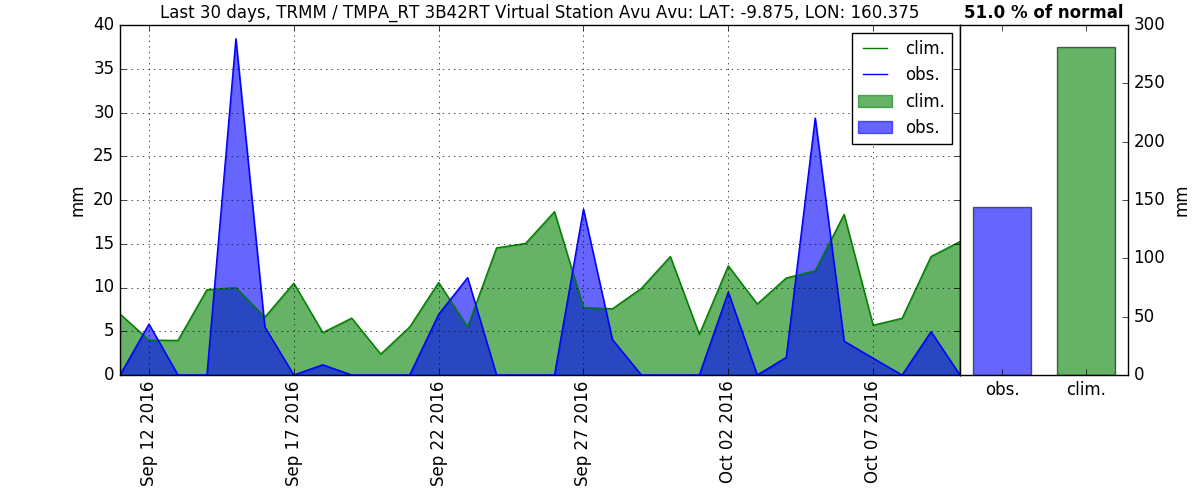 Last 30 days, TRMM / TMPA_RT 3B42RT Virtual Station Avu Avu: LAT: -9.875, LON: 160.375
51.0 % of normal
40
35
30
25
20
15
10
5
0
mm
clim.
obs.
clim.
obs.
300
250
200
150
100
50
0
mm
Sep 12 2016
Sep 17 2016
Sep 22 2016
Sep 27 2016
Oct 02 2016
Oct 07 2016
obs.
clim.